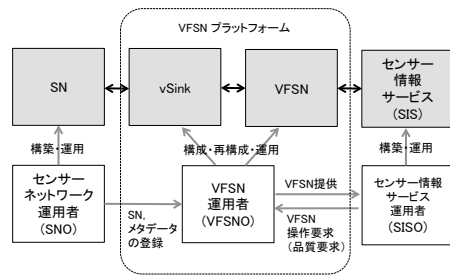 VFSN プラットフォーム
SN
vSink
VFSN
センサー
情報
サービス
(SIS)
構築・運用
構成・再構成・運用
構築・運用
センサー
ネットワーク
運用者
(SNO)
SN,
メタデータ
の登録
VFSN
運用者
(VFSNO)
VFSN提供
VFSN
操作要求
(品質要求)
センサー情報
サービス
運用者
(SISO)